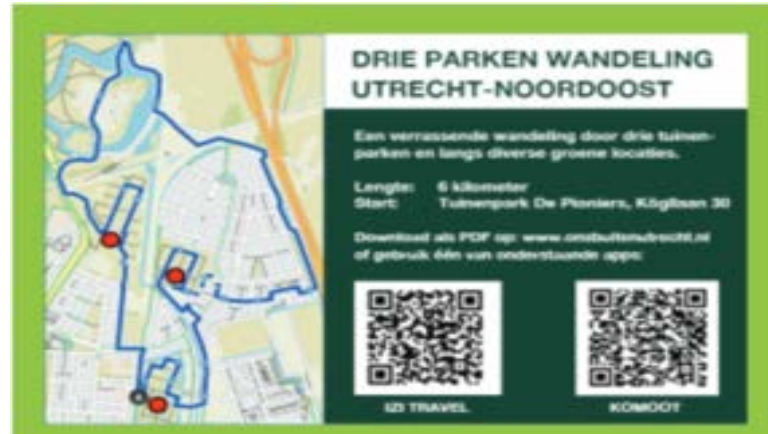 DRIE PARKEN WANDELING
UTRECHT-NOORDOOST
Een verrassende wandeling door drie tuinen-
parken en langs diverse groene locaties.
Lengte: 6 kilometer
Start: Tuinenpark De Pioniers, Kögllaan 30
Download als PDF op: www.onsbuitenutrecht.nl
of gebruik één van onderstaande apps:
IZI TRAVEL
KOMOOT